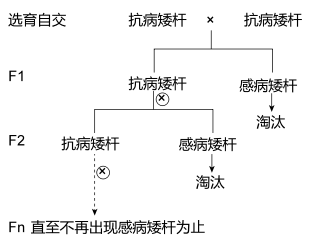 选育自交 抗病矮杆 × 抗病矮杆
F1 抗病矮杆 感病矮杆
淘汰
F2 抗病矮杆 感病矮杆
淘汰
Fn 直至不再出现感病矮杆为止